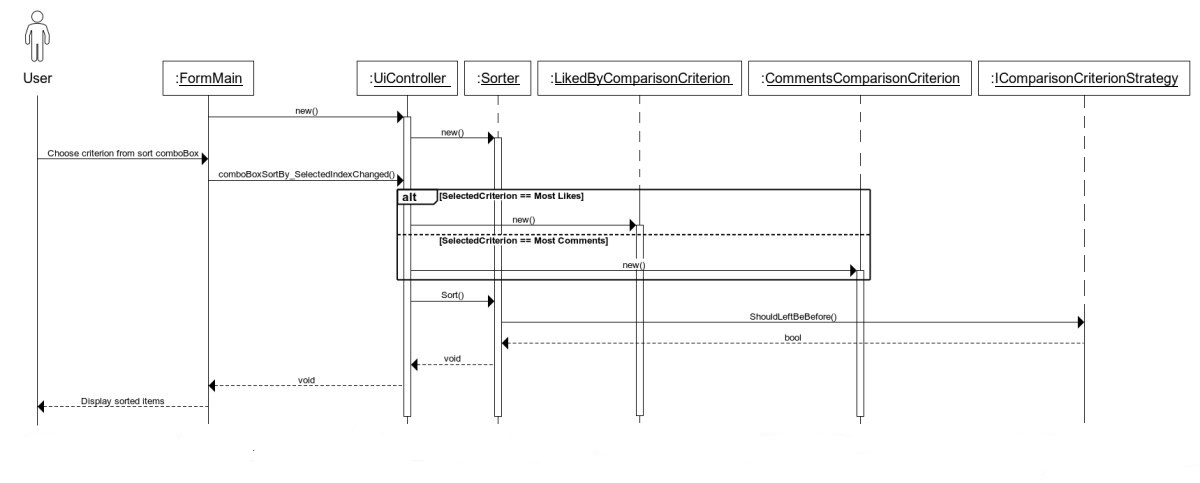 User
:FormMain
:UiController
:Sorter
:LikedByComparisonCriterion
:CommentsComparisonCriterion
:IComparisonCriterionStrategy
new()
new()
Choose criterion from sort comboBox
comboBoxSortBy_SelectedIndexChanged()
alt
[SelectedCriterion == Most Likes]
new()
[SelectedCriterion == Most Comments]
new()
Sort()
ShouldLeftBeBefore()
bool
void
void
Display sorted items